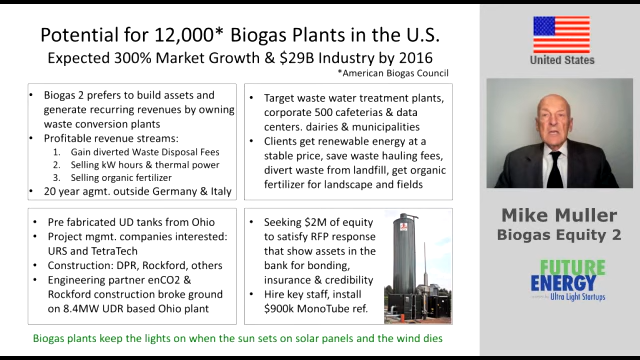 Potential for 12,000* Biogas Plants in the U.S.
Expected 300% Market Growth & $29B Industry by 2016
*American Biogas Council
• Biogas 2 prefers to build assets and
generate recurring revenues by owning
waste conversion plants
• Profitable revenue streams:
1. Gain diverted Waste Disposal Fees
2. Selling kW hours & thermal power
3. Selling organic fertilizer
• 20 year agmt. outside Germany & Italy
• Target waste water treatment plants,
corporate 500 cafeterias & data
centers. dairies & municipalities
• Clients get renewable energy at a
stable price, save waste hauling fees,
divert waste from landfill, get organic
fertilizer for landscape and fields
• Pre fabricated UD tanks from Ohio
• Project mgmt. companies interested:
URS and TetraTech
• Construction: DPR, Rockford, others
• Engineering partner enCO2 &
Rockford construction broke ground
on 8.4MW UDR based Ohio plant
• Seeking $2M of equity
to satisfy RFP response
that show assets in the
bank for bonding,
insurance & credibility
• Hire key staff, install
$900k MonoTube ref.
Biogas plants keep the lights on when the sun sets on solar panels and the wind dies
United States
Mike Muller
Biogas Equity 2
FUTURE
ENERGY
Ultra Light Startups